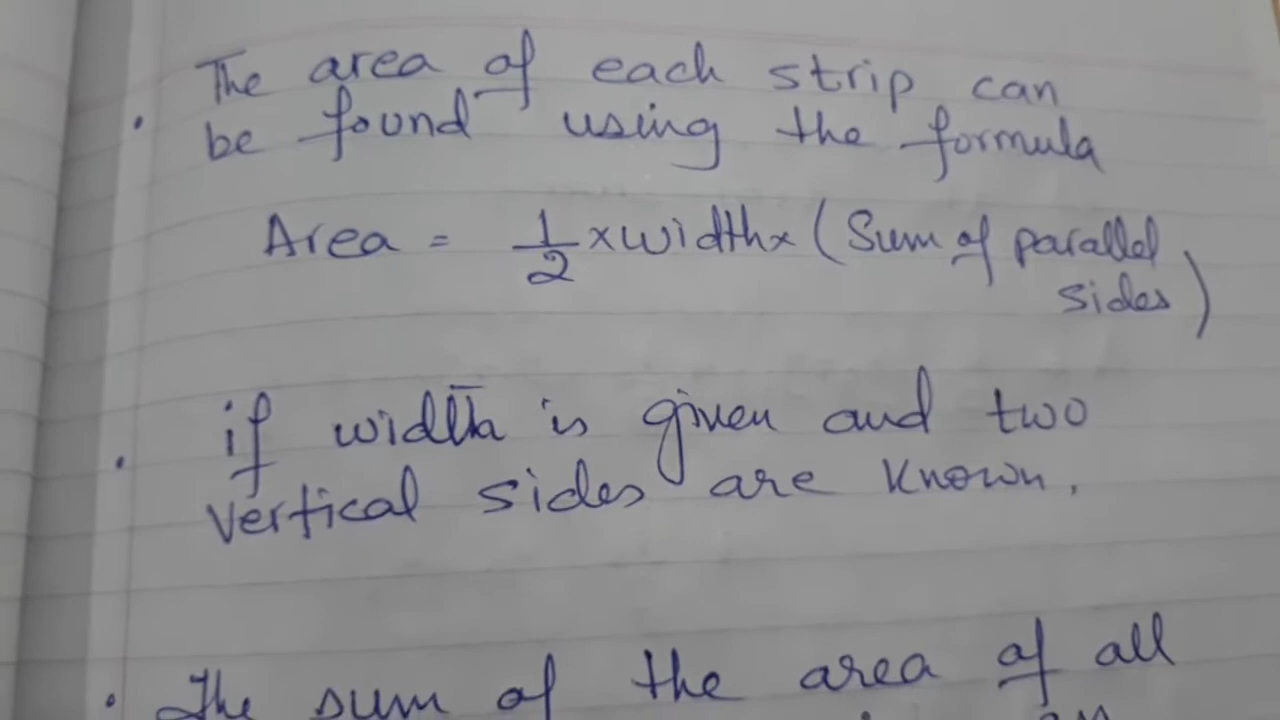 The area of each strip can
be found using the formula
Area = 1/2 x width x (Sum of parallel
sides)
if width is given and two
vertical sides are known.
The sum of the area of all